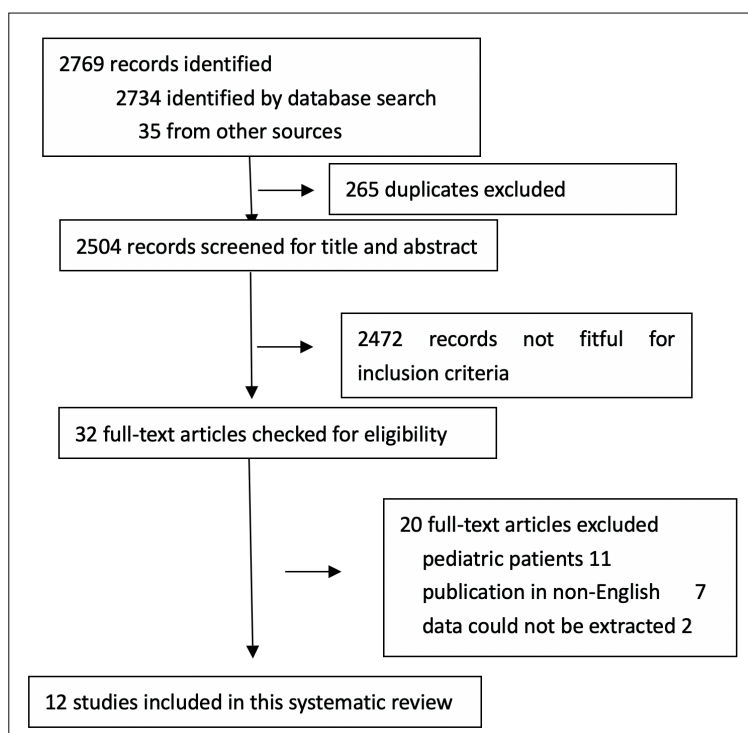 2769 records identified
2734 identified by database search
35 from other sources
265 duplicates excluded
2504 records screened for title and abstract
2472 records not fitful for
inclusion criteria
32 full-text articles checked for eligibility
20 full-text articles excluded
pediatric patients 11
publication in non-English 7
data could not be extracted 2
12 studies included in this systematic review